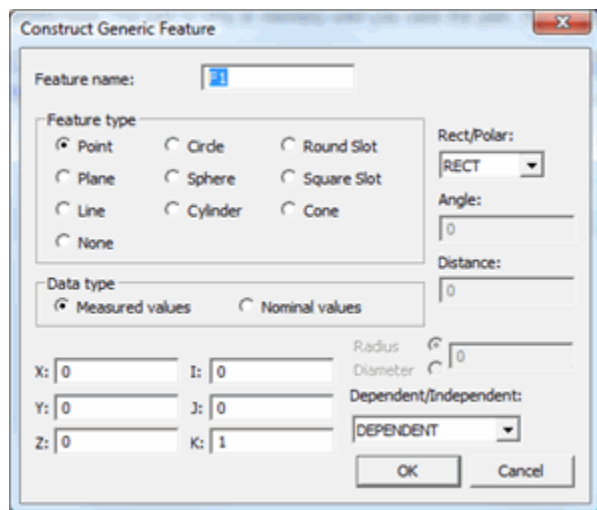 Construct Generic Feature
Feature name: F1
Feature type
Point Circle Round Slot
Plane Sphere Square Slot
Line Cylinder Cone
None
Rect/Polar:
RECT
Angle:
0
Distance:
0
Data type
Measured values Nominal values
Radius
Diameter
0
X: 0 I: 0
Y: 0 J: 0
Z: 0 K: 1
Dependent/Independent:
DEPENDENT
OK Cancel